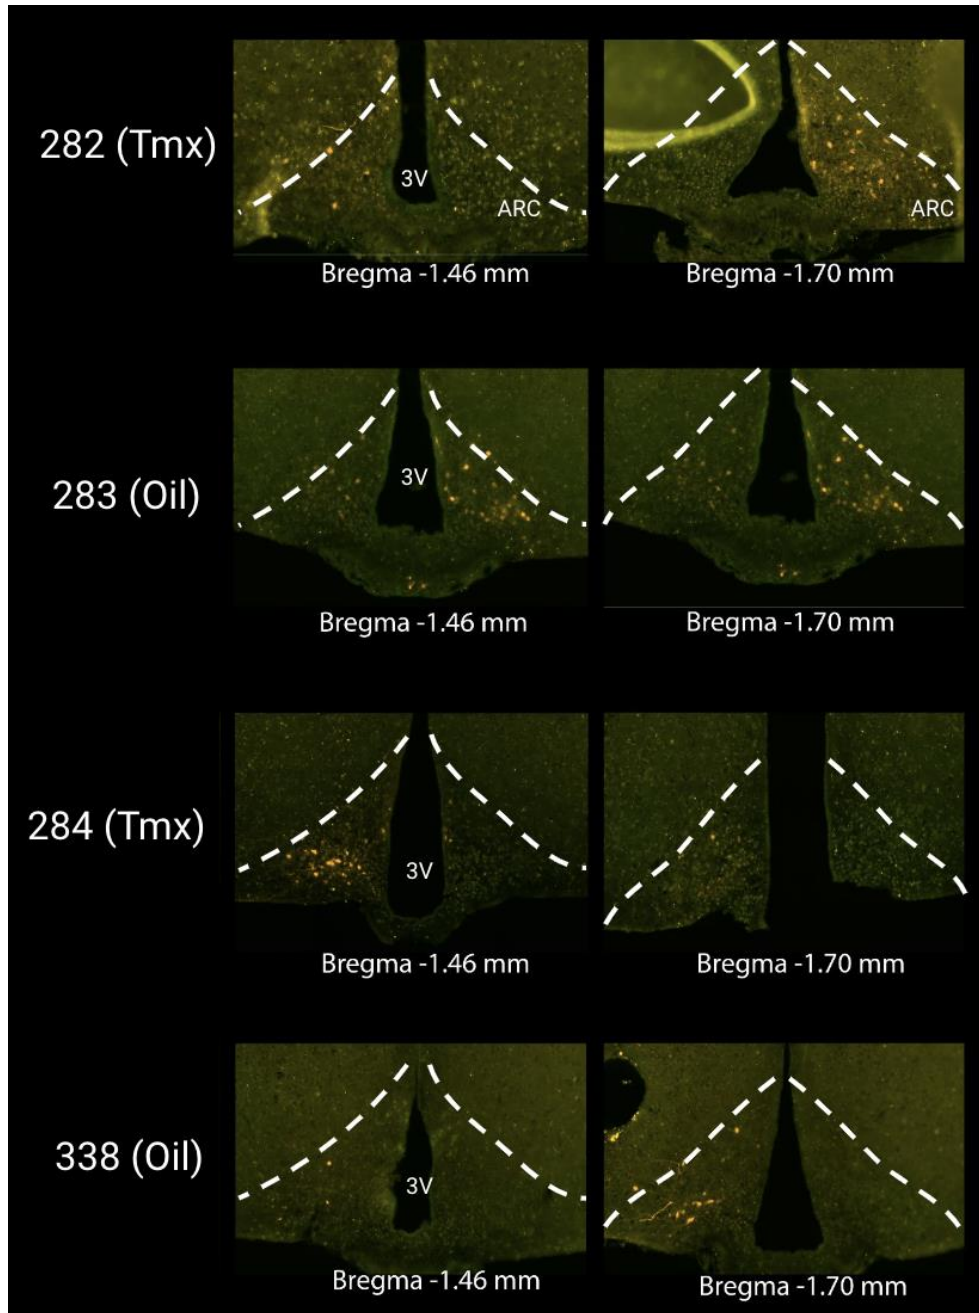 282 (Tmx)
3V
ARC
ARC
Bregma -1.46 mm
Bregma -1.70 mm
283 (Oil)
3V
Bregma -1.46 mm
Bregma -1.70 mm
284 (Tmx)
3V
Bregma -1.46 mm
Bregma -1.70 mm
338 (Oil)
3V
Bregma -1.46 mm
Bregma -1.70 mm